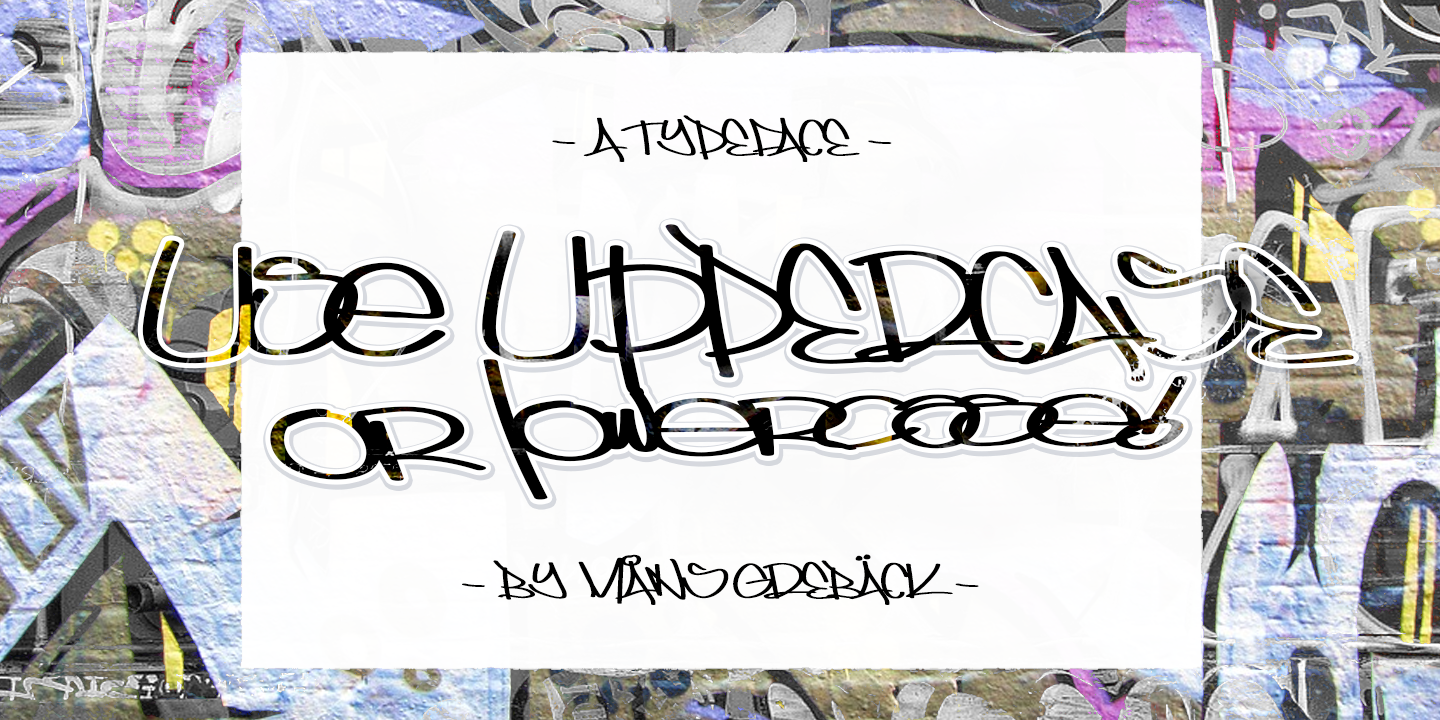 - A TYPEFACE -
Use UPPERCASE
or lowercase!
- BY MÅNS GREBÄCK -